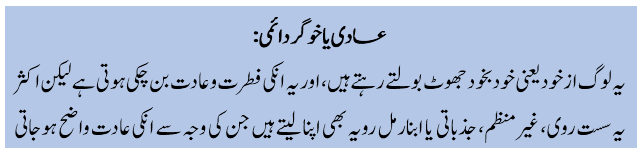 عادی یا خوگر دائمی:
یہ لوگ از خود یعنی خود بخود جھوٹ بولتے رہتے ہیں، اور یہ انکی فطرت و عادت بن چکی ہوتی ہے لیکن اکثر
یہ سست روی، غیر منظم، جذباتی یا ابنارمل رویہ بھی اپنا لیتے ہیں جن کی وجہ سے انکی عادت واضح ہو جاتی